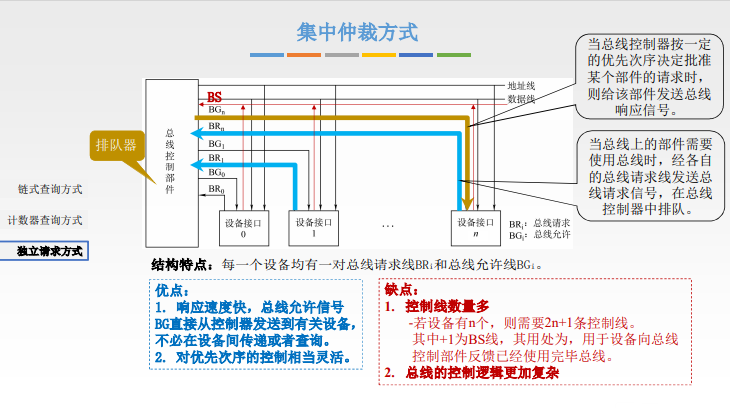 集中仲裁方式
当总线控制器按一定
的优先次序决定批准
某个部件的请求时，
则给该部件发送总线
响应信号。
地址线
数据线
BS
BGn
BRn
BG1
BR1
BG0
BR0
总
线
控
制
部
件
排队器
当总线上的部件需要
使用总线时，经各自
的总线请求线发送总
线请求信号，在总线
控制器中排队。
链式查询方式
计数器查询方式
独立请求方式
设备接口
0
设备接口
1
…
设备接口
n
BRi：总线请求
BGi：总线允许
结构特点：每一个设备均有一对总线请求线BRi和总线允许线BGi。
优点：
1. 响应速度快，总线允许信号
BG直接从控制器发送到有关设备，
不必在设备间传递或者查询。
2. 对优先次序的控制相当灵活。
缺点：
1. 控制线数量多
-若设备有n个，则需要2n+1条控制线。
其中+1为BS线，其用处为，用于设备向总线
控制部件反馈已经使用完毕总线。
2. 总线的控制逻辑更加复杂